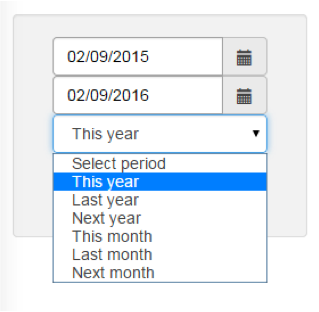 02/09/2015
02/09/2016
This year
Select period
This year
Last year
Next year
This month
Last month
Next month